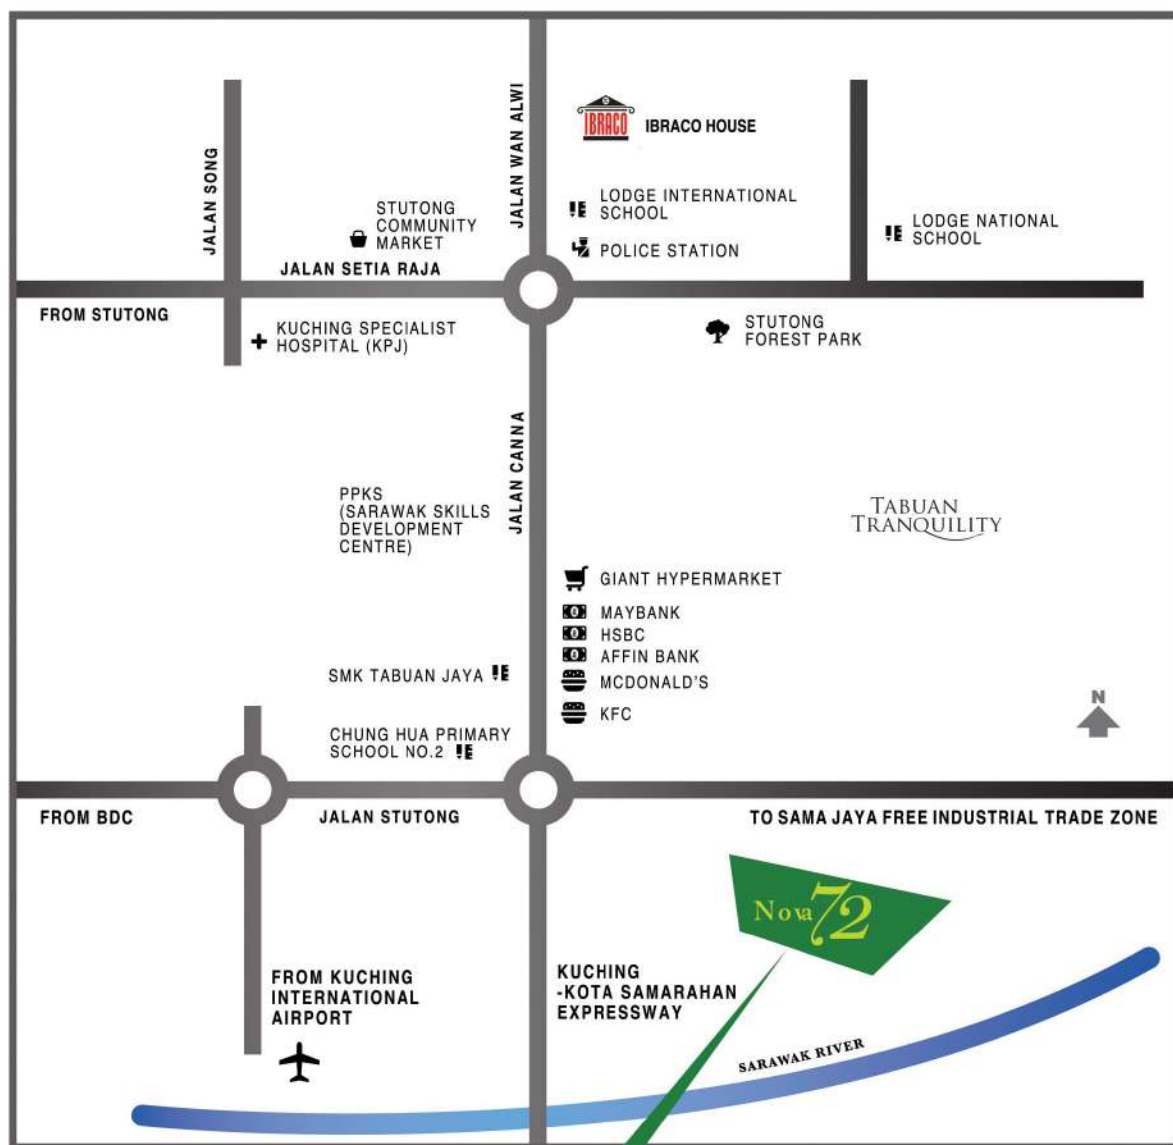 IBRACO
IBRACO HOUSE
JALAN WAN ALWI
JALAN SONG
LODGE INTERNATIONAL
SCHOOL
STUTONG
COMMUNITY
MARKET
LODGE NATIONAL
SCHOOL
POLICE STATION
JALAN SETIA RAJA
FROM STUTONG
KUCHING SPECIALIST
HOSPITAL (KPJ)
STUTONG
FOREST PARK
JALAN CANNA
PPKS
(SARAWAK SKILLS
DEVELOPMENT
CENTRE)
TABUAN
TRANQUILITY
GIANT HYPERMARKET
MAYBANK
HSBC
AFFIN BANK
SMK TABUAN JAYA
MCDONALD'S
KFC
N
CHUNG HUA PRIMARY
SCHOOL NO.2
FROM BDC
JALAN STUTONG
TO SAMA JAYA FREE INDUSTRIAL TRADE ZONE
Nova 72
FROM KUCHING
INTERNATIONAL
AIRPORT
KUCHING
-KOTA SAMARAHAN
EXPRESSWAY
SARAWAK RIVER